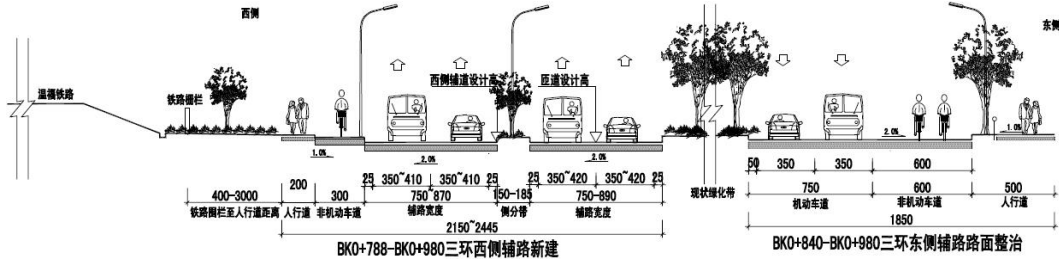 西侧
东侧
温福铁路
铁路栅栏
西侧辅道设计高
匝道设计高
1.0%
2.0%
2.0%
2.0%
1.0%
25 350~410 350~410 25
25 350~420 350~420 25
50 350 350 600
400-3000 200 300 750~870 150-185 750-690
现状绿化带
750 600 500
铁路围栏至人行道距离 人行道 非机动车道 辅路宽度 侧分带 辅路宽度
机动车道 非机动车道 人行道
2150~2445
1850
BK0+788-BK0+980三环西侧辅路新建
BK0+840-BK0+980三环东侧辅路路面整治